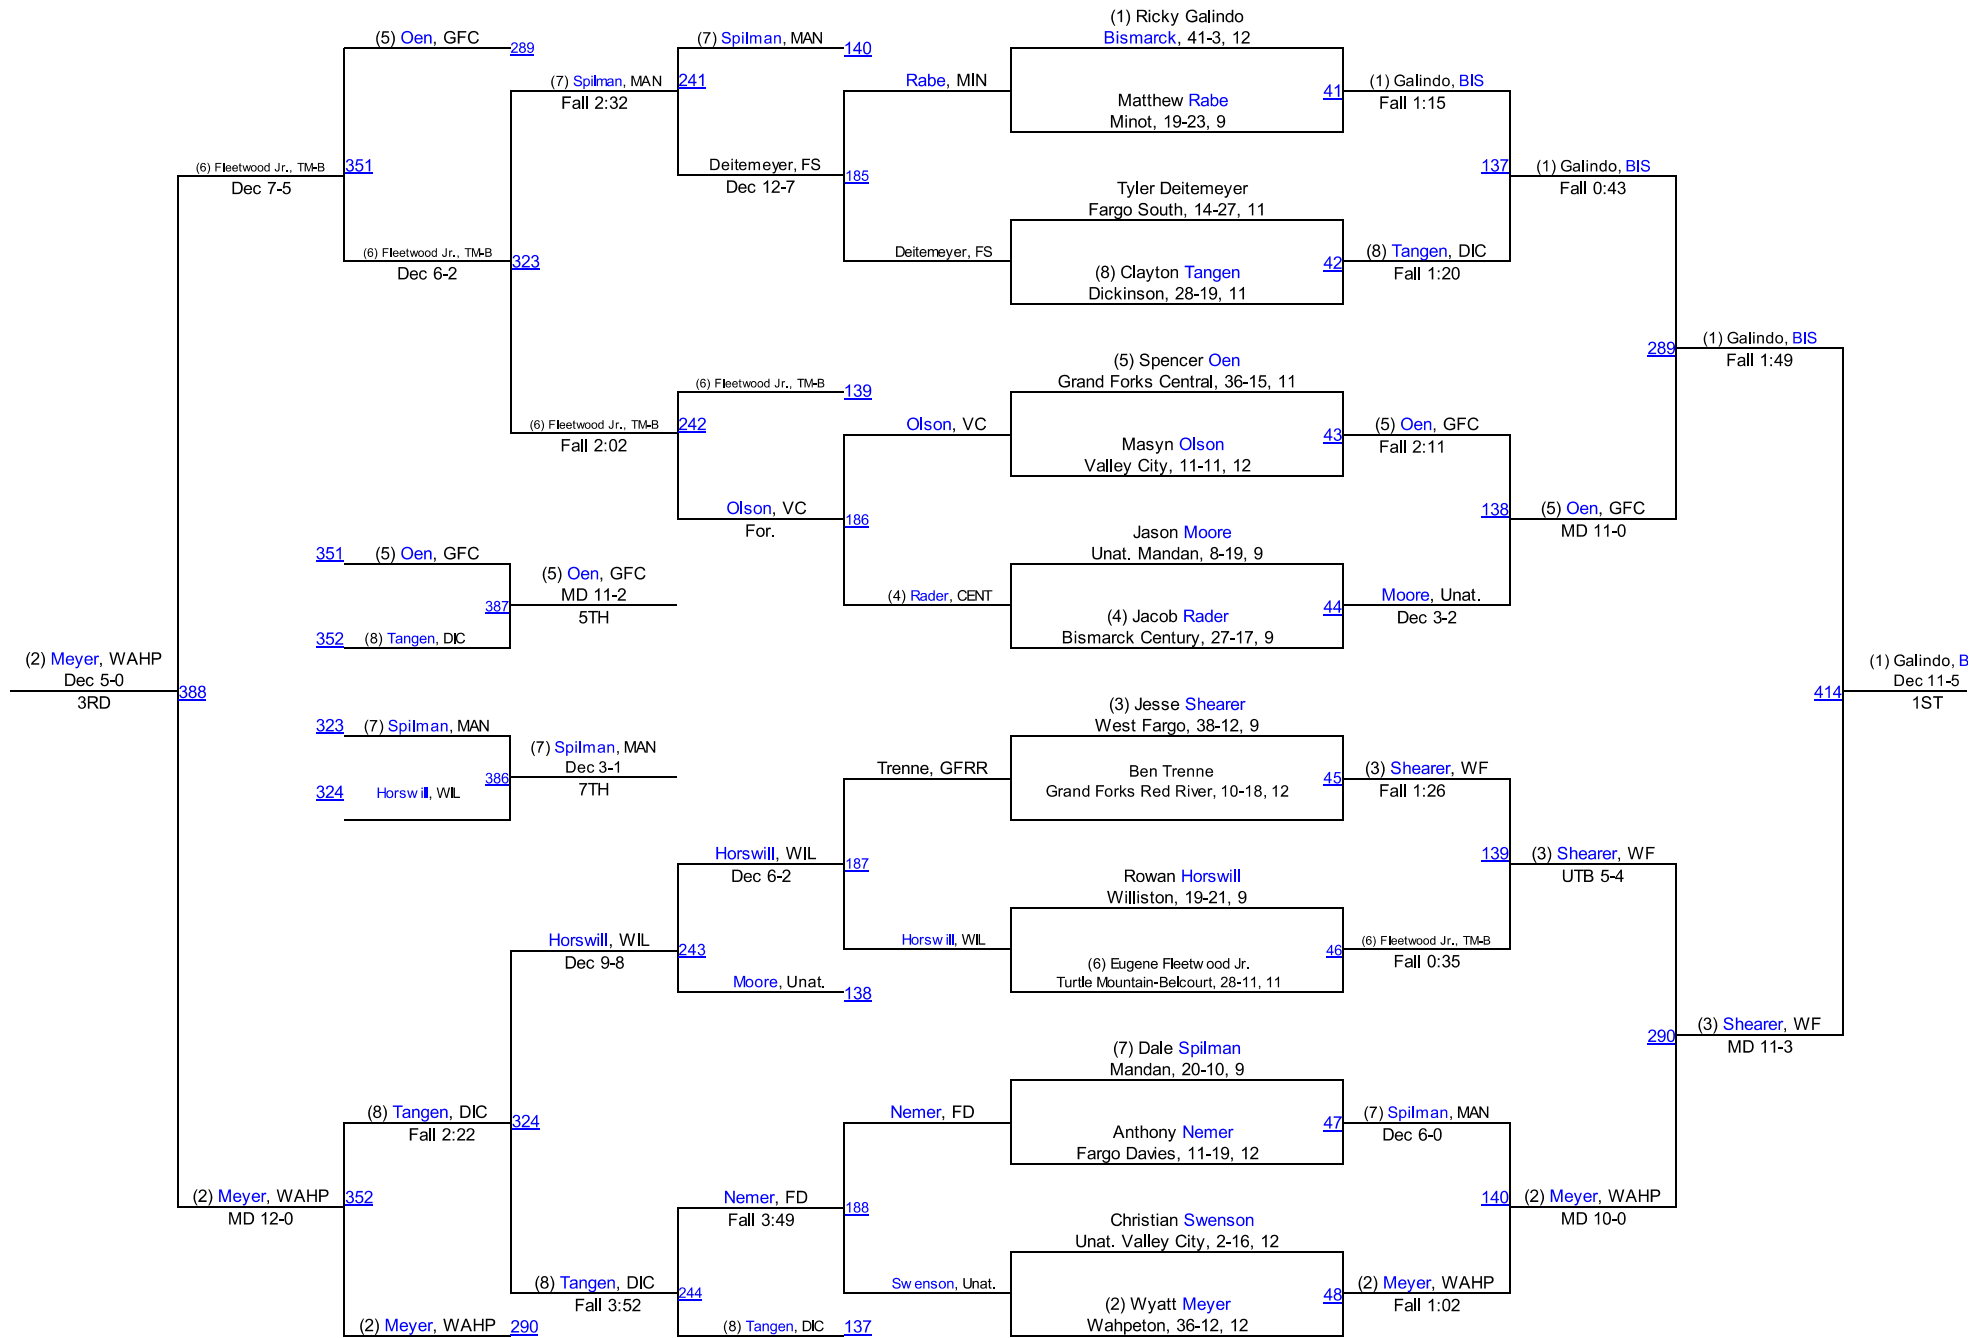 (1) Ricky Galindo
Bismarck, 41-3, 12
(5) Oen, GFC
289
(7) Spilman, MAN
140
(7) Spilman, MAN
241
Fall 2:32
Rabe, MIN
Matthew Rabe
Minot, 19-23, 9
41
(1) Galindo, BIS
Fall 1:15
(6) Fleetwood Jr., TM-B
351
Dec 7-5
Deitemeyer, FS
185
Dec 12-7
137
(1) Galindo, BIS
Fall 0:43
Tyler Deitemeyer
Fargo South, 14-27, 11
(6) Fleetwood Jr., TM-B
323
Dec 6-2
Deitemeyer, FS
(8) Clayton Tangen
Dickinson, 28-19, 11
42
(8) Tangen, DIC
Fall 1:20
289
(1) Galindo, BIS
Fall 1:49
(5) Spencer Oen
Grand Forks Central, 36-15, 11
(6) Fleetwood Jr., TM-B
139
(6) Fleetwood Jr., TM-B
242
Fall 2:02
Olson, VC
Masyn Olson
Valley City, 11-11, 12
43
(5) Oen, GFC
Fall 2:11
Olson, VC
186
For.
138
(5) Oen, GFC
MD 11-0
Jason Moore
Unat. Mandan, 8-19, 9
351
(5) Oen, GFC
(5) Oen, GFC
387
MD 11-2
5TH
(4) Rader, CENT
(4) Jacob Rader
Bismarck Century, 27-17, 9
44
Moore, Unat.
Dec 3-2
352
(8) Tangen, DIC
(2) Meyer, WAHP
Dec 5-0
388
3RD
414
(1) Galindo, B
Dec 11-5
1ST
(3) Jesse Shearer
West Fargo, 38-12, 9
323
(7) Spilman, MAN
(7) Spilman, MAN
386
Dec 3-1
7TH
324
Horswill, WIL
Trenne, GFRR
Ben Trenne
Grand Forks Red River, 10-18, 12
45
(3) Shearer, WF
Fall 1:26
Horswill, WIL
187
Dec 6-2
139
(3) Shearer, WF
UTB 5-4
Rowan Horswill
Williston, 19-21, 9
Horswill, WIL
243
Dec 9-8
Horswill, WIL
(6) Eugene Fleetwood Jr.
Turtle Mountain-Belcourt, 28-11, 11
46
(6) Fleetwood Jr., TM-B
Fall 0:35
Moore, Unat.
138
290
(3) Shearer, WF
MD 11-3
(7) Dale Spilman
Mandan, 20-10, 9
(8) Tangen, DIC
324
Fall 2:22
Nemer, FD
Anthony Nemer
Fargo Davies, 11-19, 12
47
(7) Spilman, MAN
Dec 6-0
(2) Meyer, WAHP
352
MD 12-0
Nemer, FD
188
Fall 3:49
140
(2) Meyer, WAHP
MD 10-0
Christian Swenson
Unat. Valley City, 2-16, 12
(8) Tangen, DIC
244
Fall 3:52
Swenson, Unat.
(2) Wyatt Meyer
Wahpeton, 36-12, 12
48
(2) Meyer, WAHP
Fall 1:02
(2) Meyer, WAHP
290
(8) Tangen, DIC
137